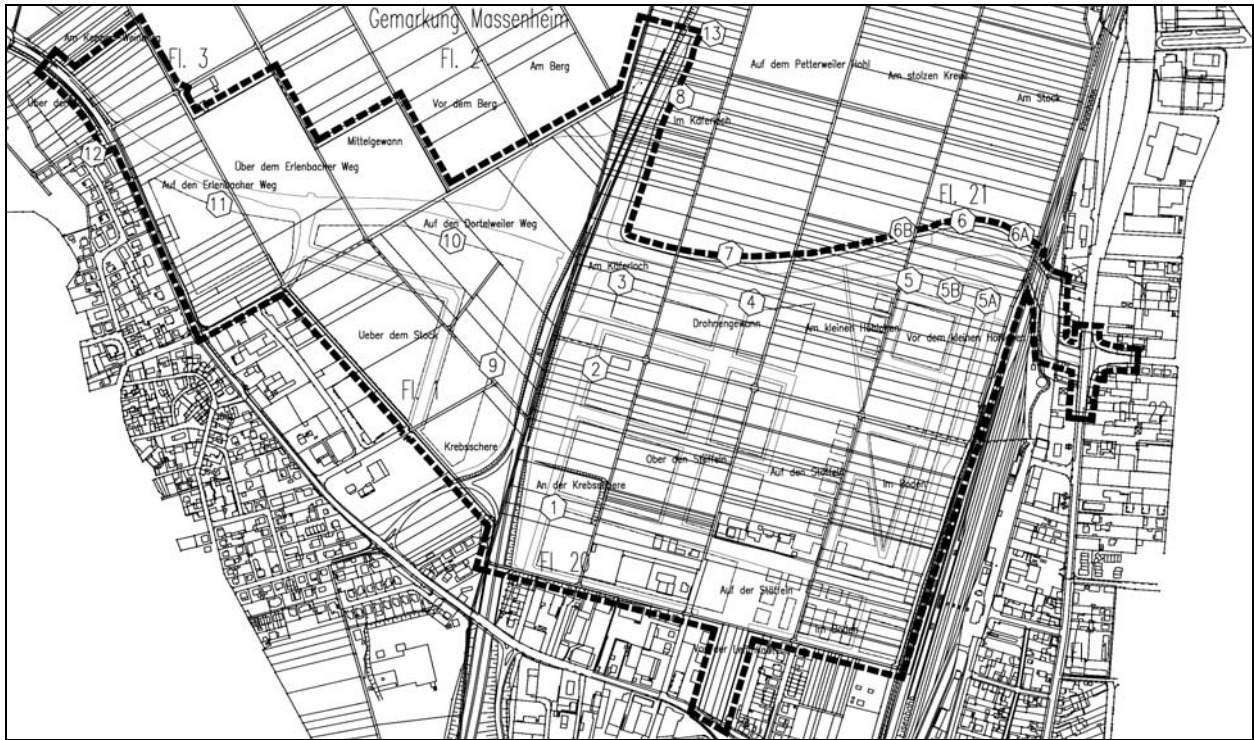 Gemarkung Massenheim
Fl. 3
Fl. 2
Am Berg
Vor dem Berg
Mittelgewann
Über dem Erlenbacher Weg
Auf den Erlenbacher Weg
Auf den Dortelweiler Weg
Ueber dem Stock
Fl. 1
Krebsschere
12
11
10
9
13
8
Auf dem Petterweiler Hohl
Am stolzen Kreuz
Am Stock
Im Käferloch
Fl. 21
6B
6
6A
7
Am Käferloch
3
4
5
5B
5A
Drohnengewann
Am kleinen
Vor dem kleinen
2
Ober den Stöffeln
Auf den Stöffeln
Im Boden
An der Krebsschere
1
Fl. 20
Auf der Stöffeln
Im Boden
22